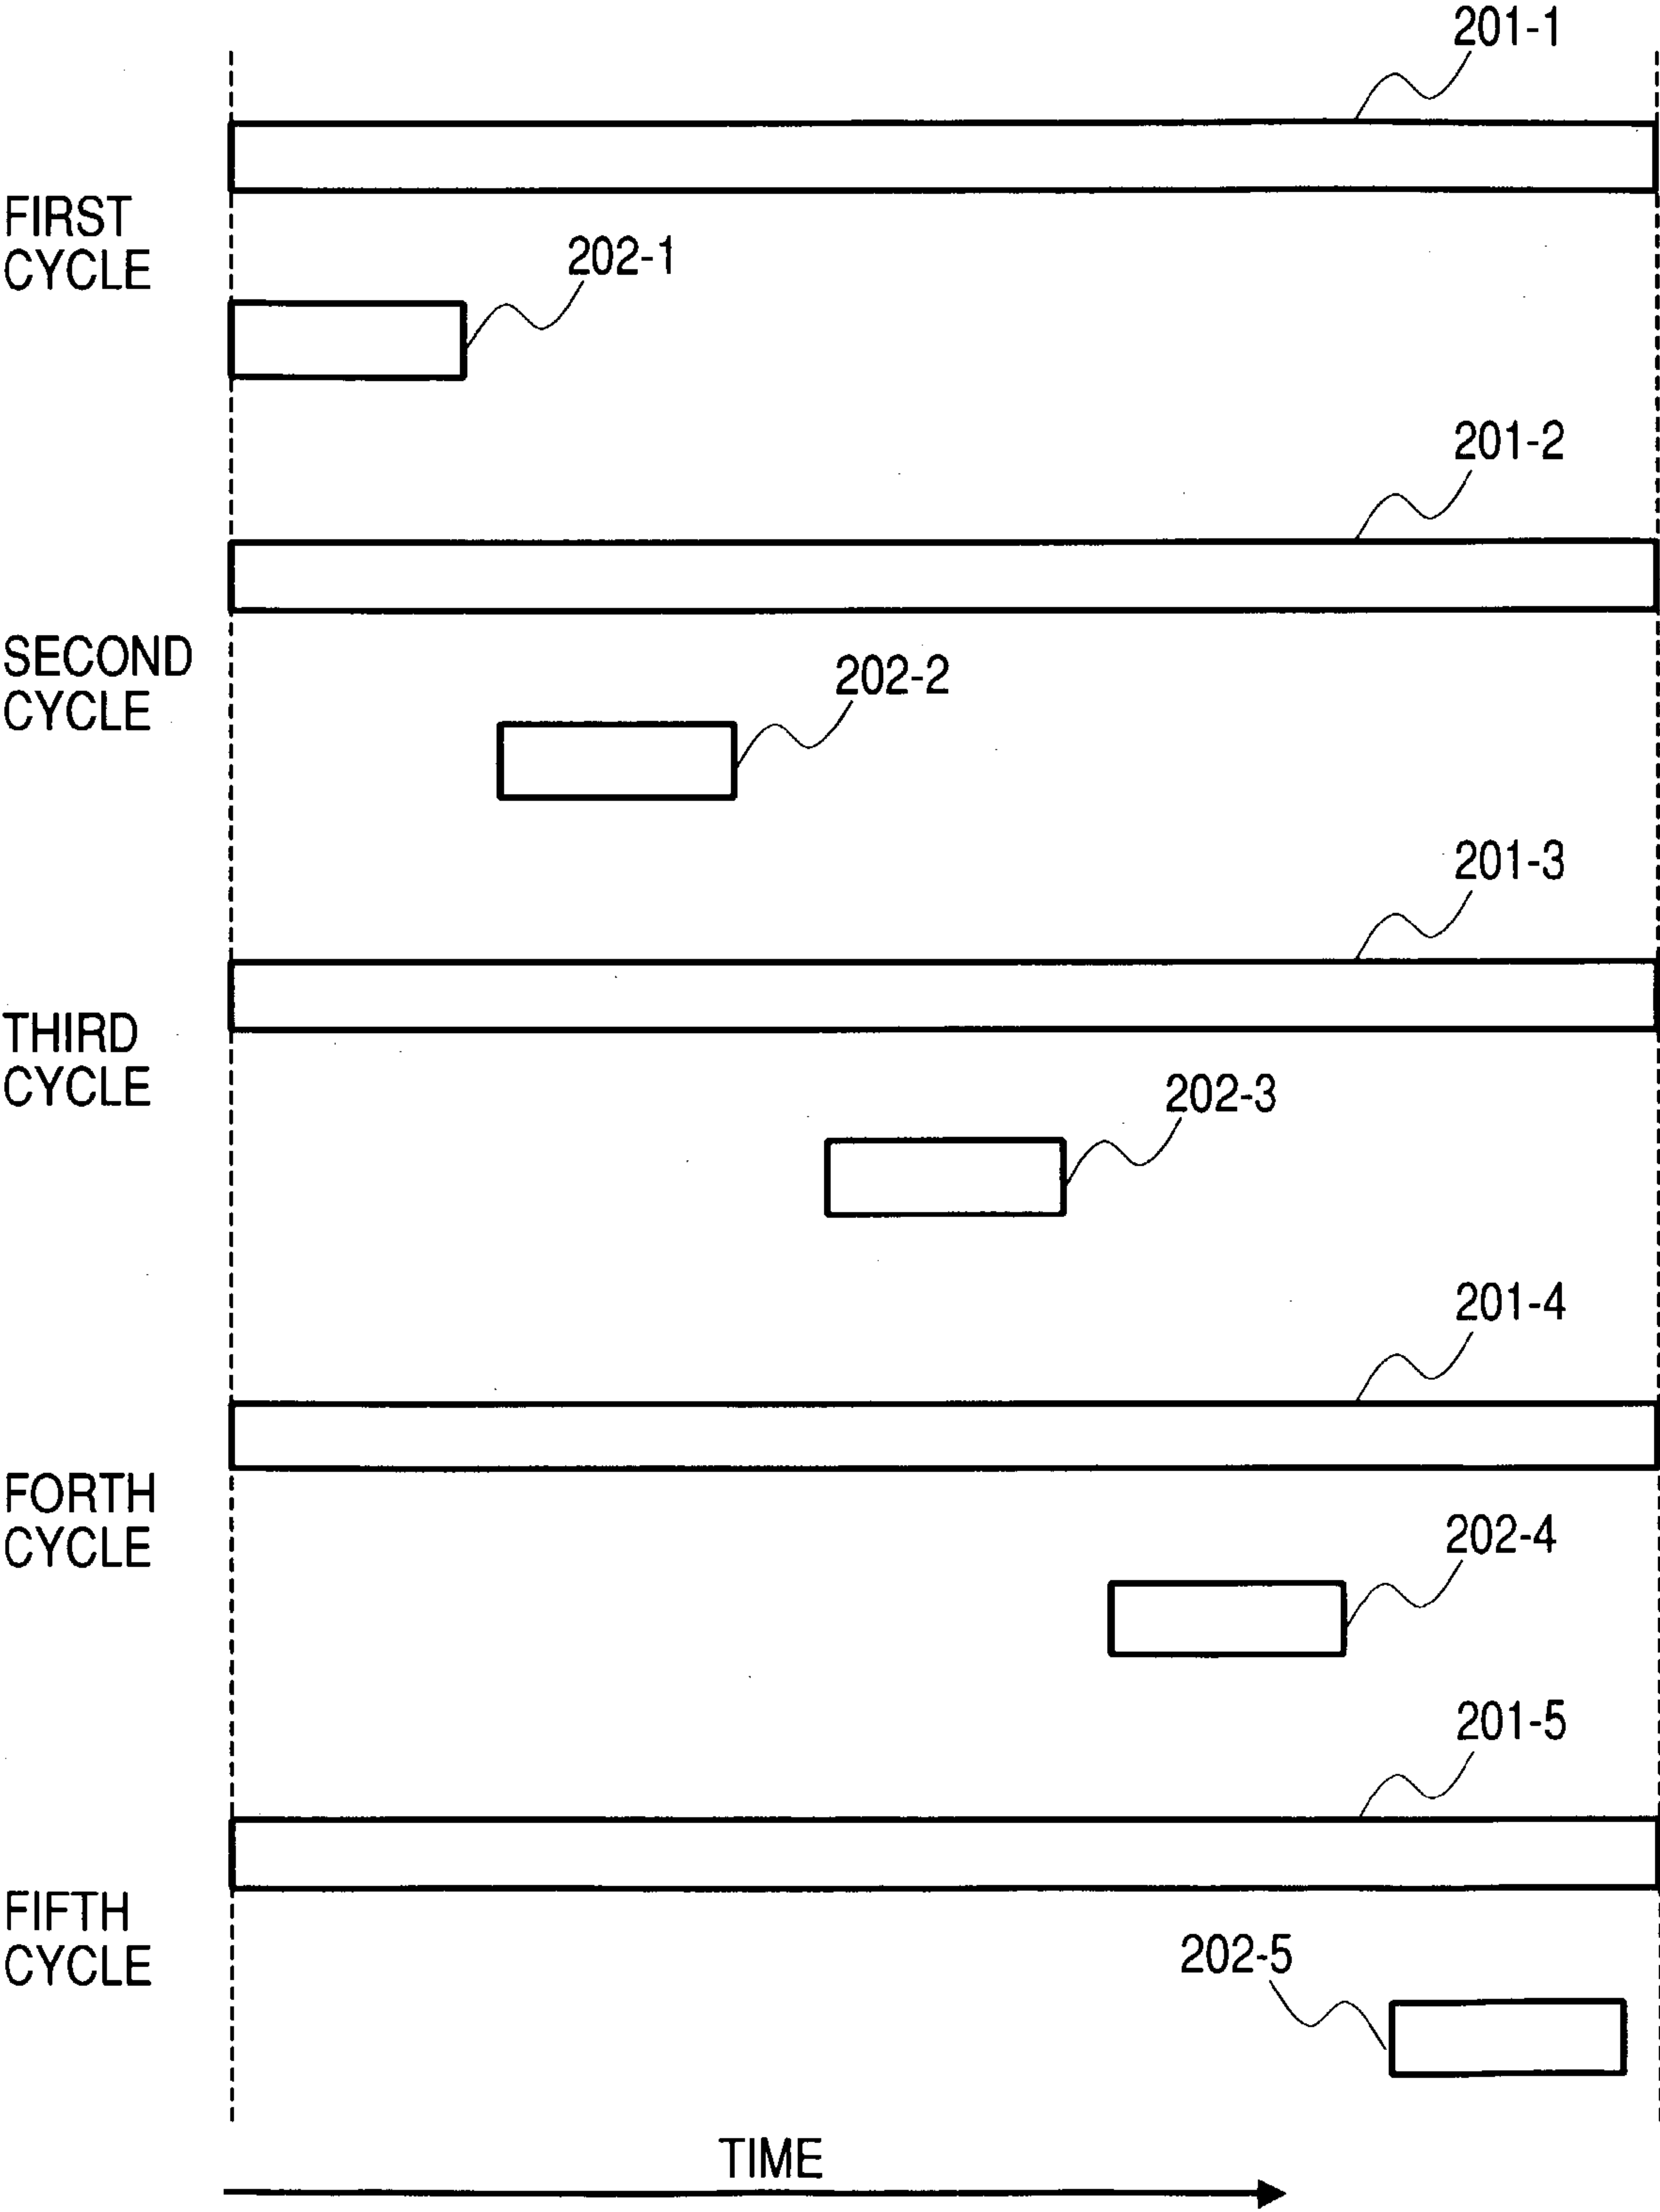 201-1
FIRST
CYCLE
202-1
201-2
SECOND
CYCLE
202-2
201-3
THIRD
CYCLE
202-3
201-4
FORTH
CYCLE
202-4
201-5
FIFTH
CYCLE
202-5
TIME